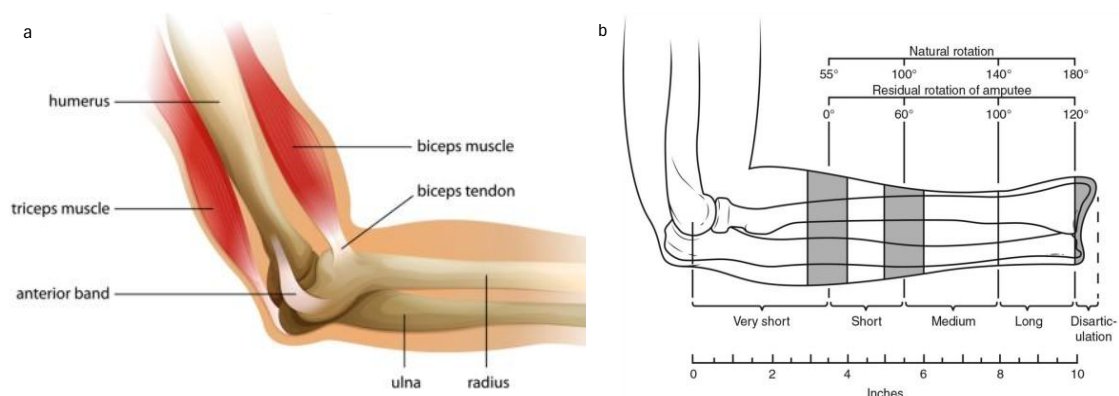 a
humerus
biceps muscle
biceps tendon
triceps muscle
anterior band
ulna
radius
b
Natural rotation
55° 100° 140° 180°
Residual rotation of amputee
0° 60° 100° 120°
Very short Short Medium Long Disartic-
ulation
0 2 4 6 8 10
Inches